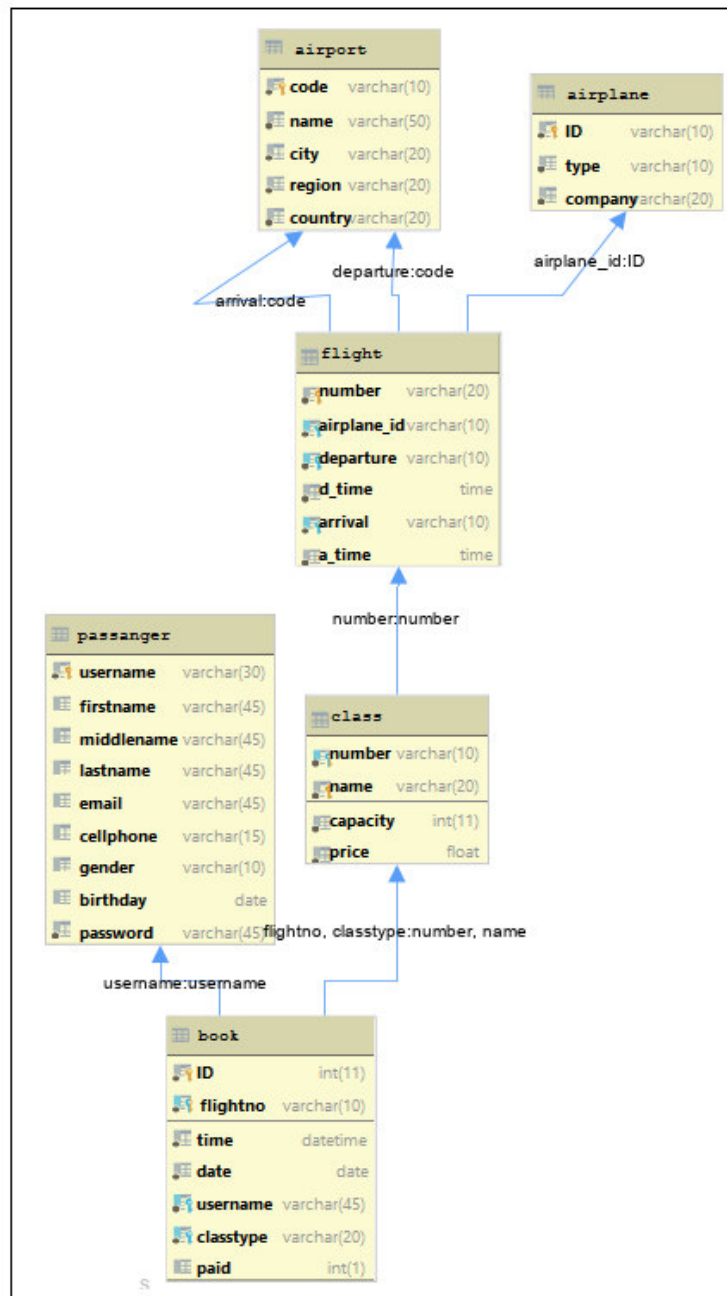 airport
code varchar(10)
name varchar(50)
city varchar(20)
region varchar(20)
country varchar(20)
airplane
ID varchar(10)
type varchar(10)
company varchar(20)
departure:code
airplane_id:ID
arrival:code
flight
number varchar(20)
airplane_id varchar(10)
departure varchar(10)
d_time time
arrival varchar(10)
a_time time
number:number
passanger
username varchar(30)
firstname varchar(45)
middlename varchar(45)
lastname varchar(45)
email varchar(45)
cellphone varchar(15)
gender varchar(10)
birthday date
password varchar(45)
class
number varchar(10)
name varchar(20)
capacity int(11)
price float
flightno, classtype:number, name
username:username
book
ID int(11)
flightno varchar(10)
time datetime
date date
username varchar(45)
classtype varchar(20)
paid int(1)
s